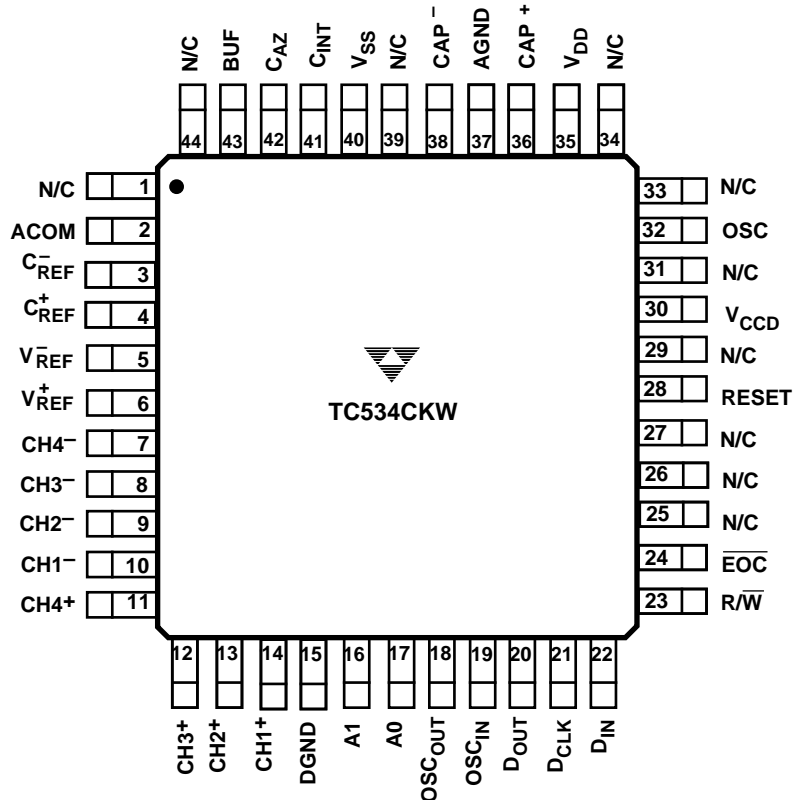 N/C BUF CAZ CINT VSS N/C CAP– AGND CAP+ VDD N/C
44 43 42 41 40 39 38 37 36 35 34
N/C 1
ACOM 2
C–REF 3
C+REF 4
V–REF 5
V+REF 6
CH4– 7
CH3– 8
CH2– 9
CH1– 10
CH4+ 11
TC534CKW
33 N/C
32 OSC
31 N/C
30 VCCD
29 N/C
28 RESET
27 N/C
26 N/C
25 N/C
24 E̅O̅C̅
23 R/W̅
12 13 14 15 16 17 18 19 20 21 22
CH3+ CH2+ CH1+ DGND A1 A0 OSCOUT OSCIN DOUT DCLK DIN